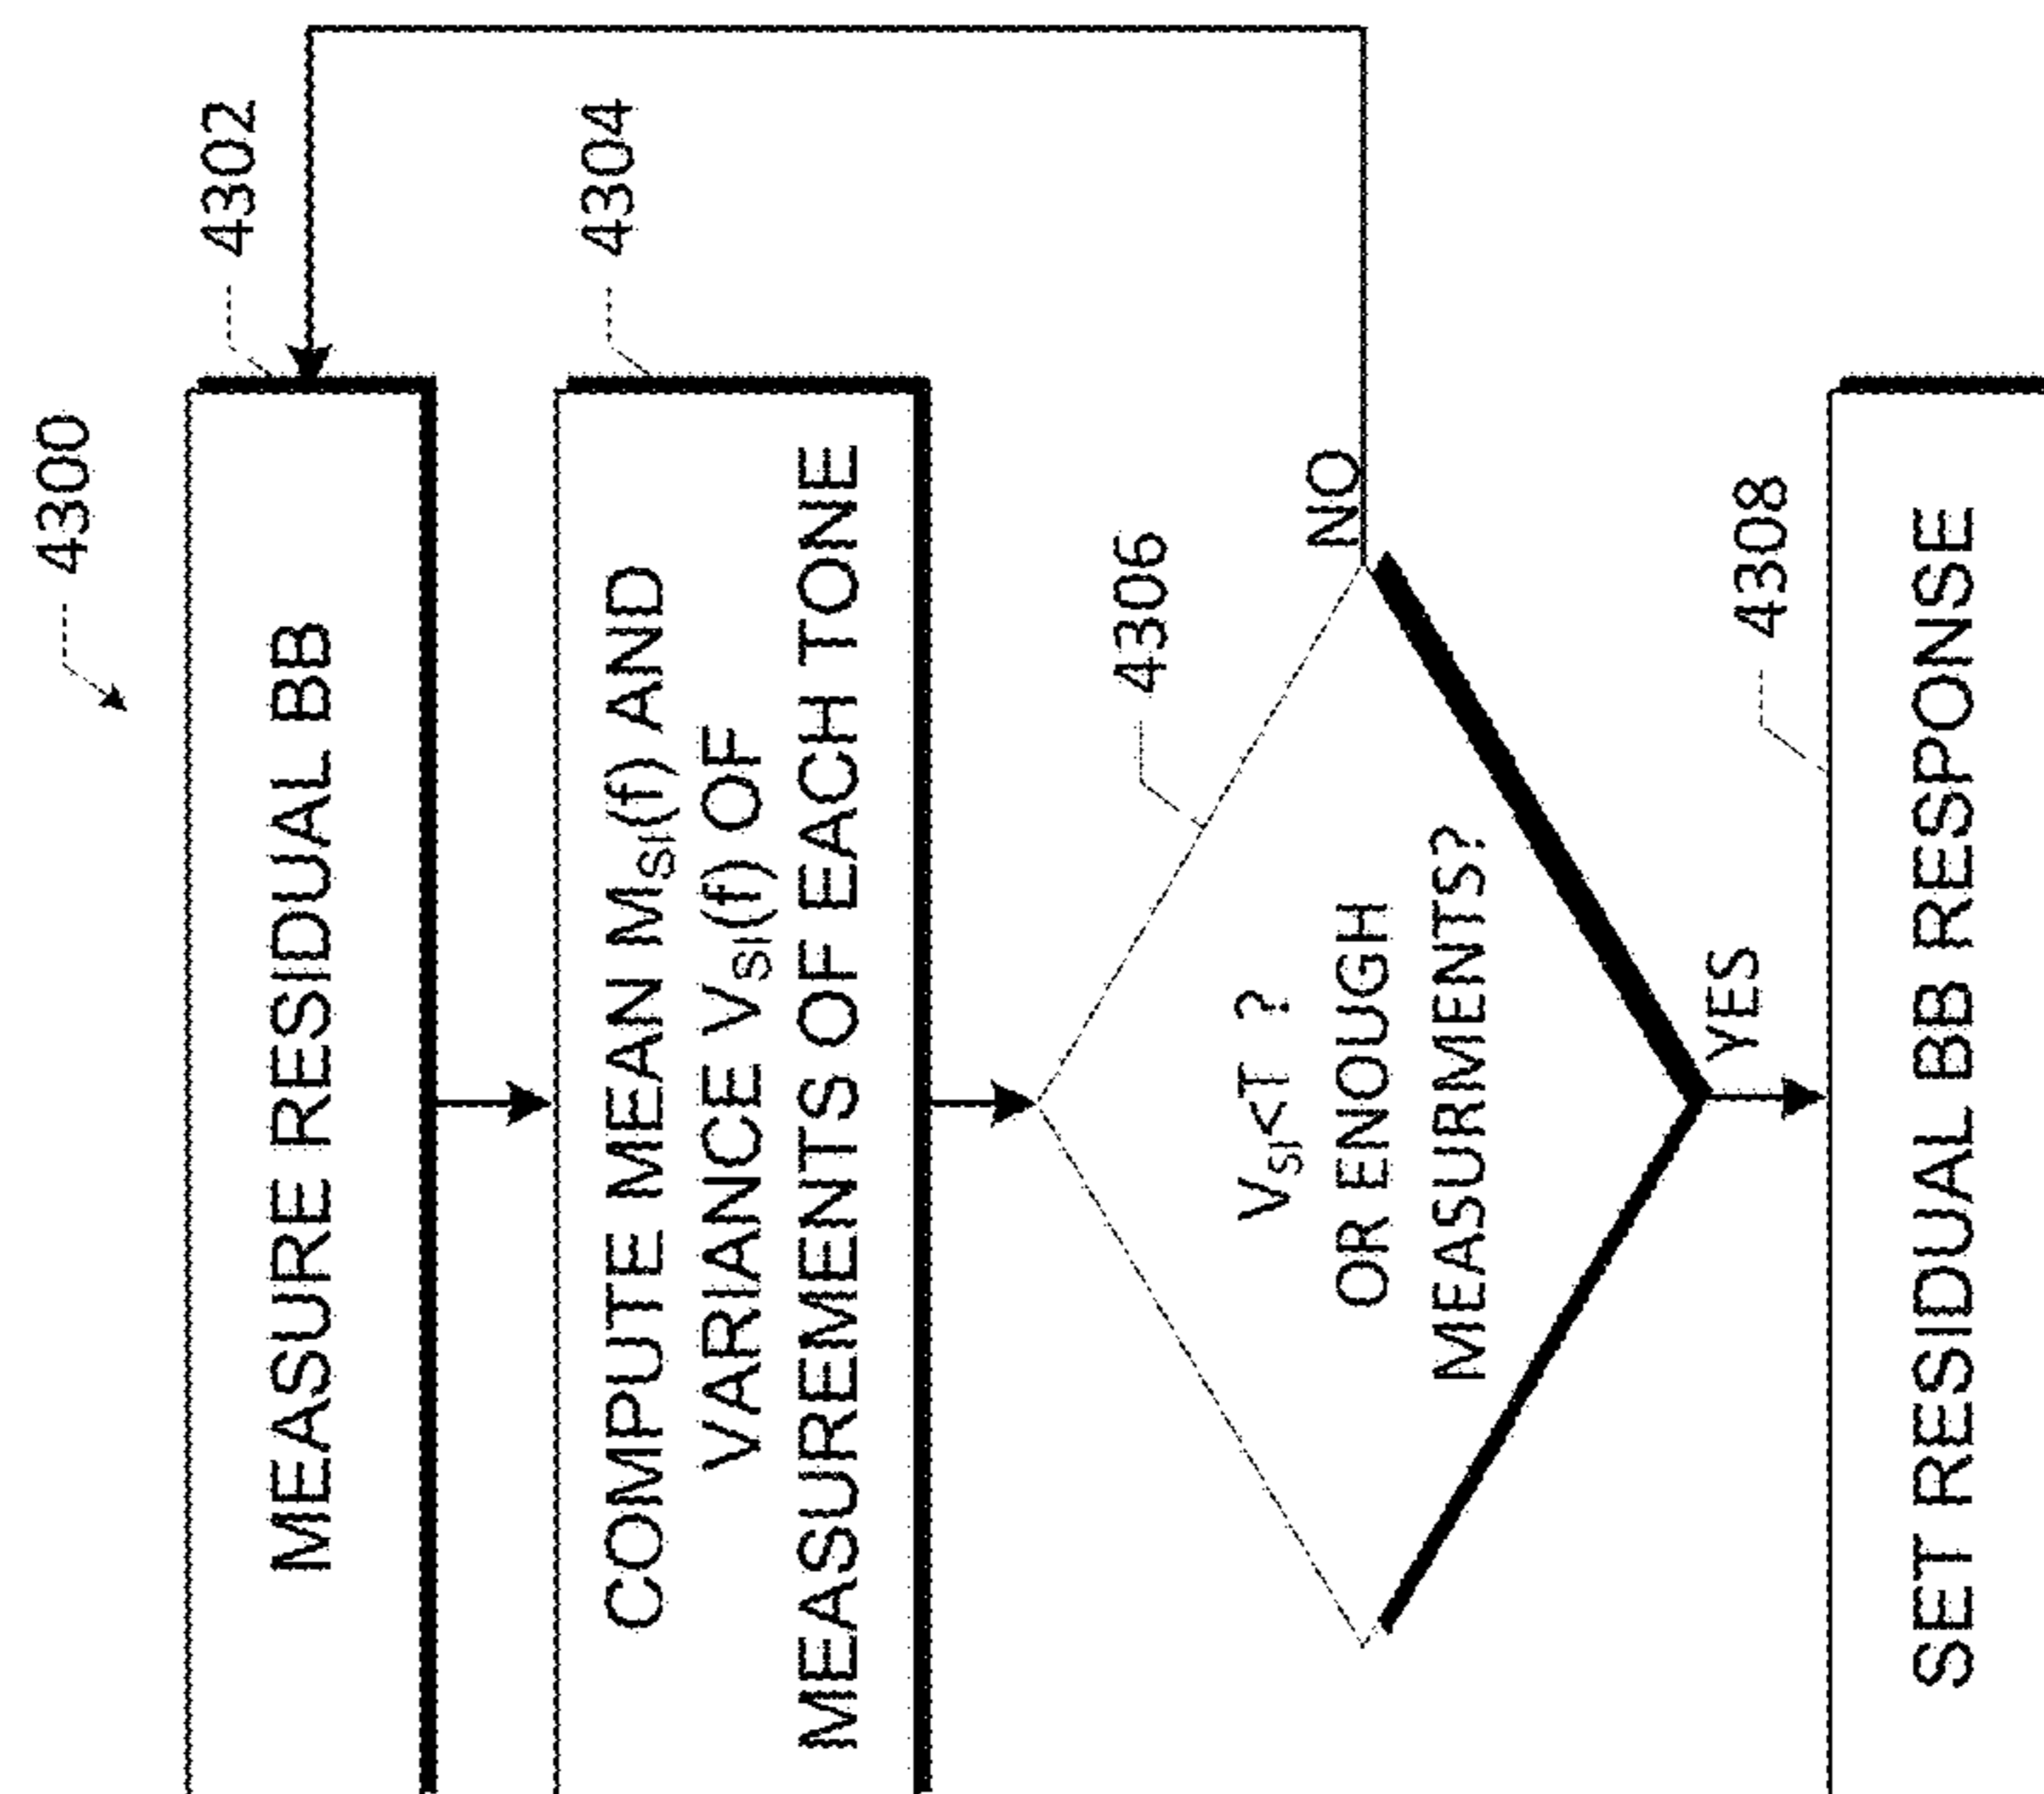 4300
4302
MEASURE RESIDUAL BB
4304
COMPUTE MEAN M_SI(f) AND
VARIANCE V_SI(f) OF
MEASUREMENTS OF EACH TONE
4306
V_SI<T ?
OR ENOUGH
MEASURMENTS?
NO
YES
4308
SET RESIDUAL BB RESPONSE